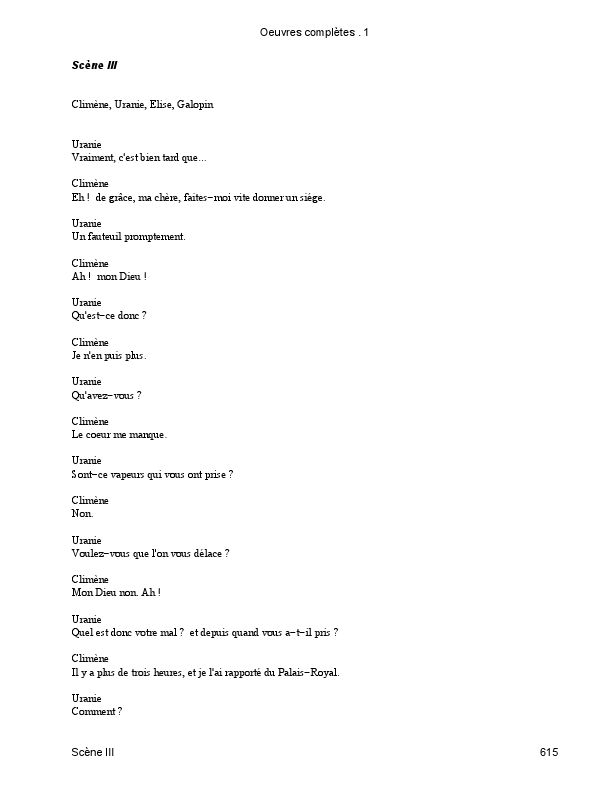 Oeuvres complètes . 1
Scène III
Climène, Uranie, Elise, Galopin
Uranie
Vraiment, c'est bien tard que...
Climène
Eh ! de grâce, ma chère, faites−moi vite donner un siége.
Uranie
Un fauteuil promptement.
Climène
Ah ! mon Dieu !
Uranie
Qu'est−ce donc ?
Climène
Je n'en puis plus.
Uranie
Qu'avez−vous ?
Climène
Le coeur me manque.
Uranie
Sont−ce vapeurs qui vous ont prise ?
Climène
Non.
Uranie
Voulez−vous que l'on vous délace ?
Climène
Mon Dieu non. Ah !
Uranie
Quel est donc votre mal ? et depuis quand vous a−t−il pris ?
Climène
Il y a plus de trois heures, et je l'ai rapporté du Palais−Royal.
Uranie
Comment ?
Scène III 615